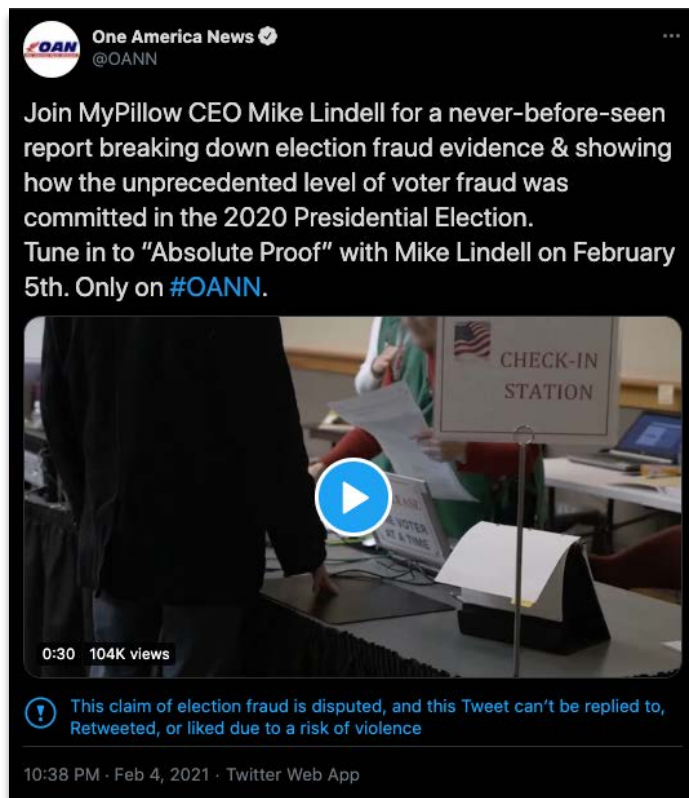 OAN
One America News
@OANN
Join MyPillow CEO Mike Lindell for a never-before-seen
report breaking down election fraud evidence & showing
how the unprecedented level of voter fraud was
committed in the 2020 Presidential Election.
Tune in to “Absolute Proof” with Mike Lindell on February
5th. Only on #OANN.
CHECK-IN
STATION
VOTER
AT A TIME
0:30 104K views
This claim of election fraud is disputed, and this Tweet can’t be replied to,
Retweeted, or liked due to a risk of violence
10:38 PM · Feb 4, 2021 · Twitter Web App